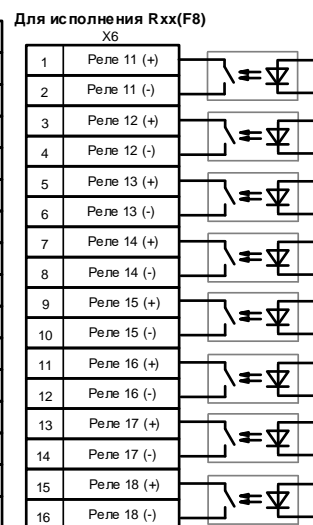 Для исполнения Rxx(F8)
X6
1 Реле 11 (+)
2 Реле 11 (-)
3 Реле 12 (+)
4 Реле 12 (-)
5 Реле 13 (+)
6 Реле 13 (-)
7 Реле 14 (+)
8 Реле 14 (-)
9 Реле 15 (+)
10 Реле 15 (-)
11 Реле 16 (+)
12 Реле 16 (-)
13 Реле 17 (+)
14 Реле 17 (-)
15 Реле 18 (+)
16 Реле 18 (-)